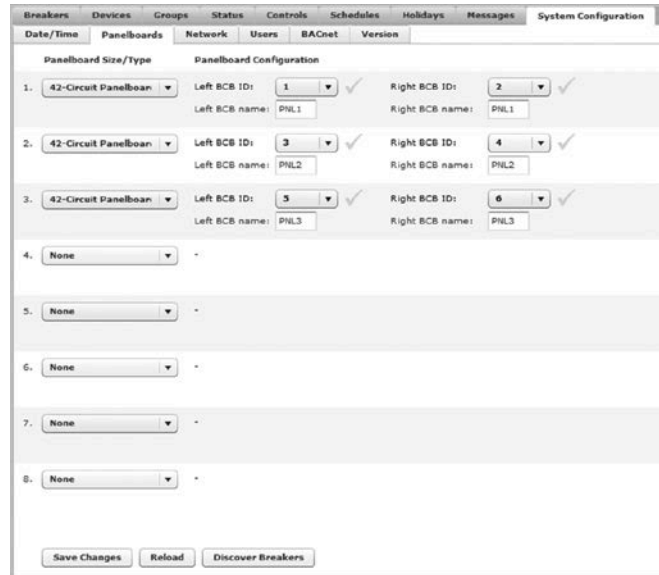 Breakers Devices Groups Status Controls Schedules Holidays Messages System Configuration
Date/Time Panelboards Network Users BACnet Version
Panelboard Size/Type Panelboard Configuration
1. 42-Circuit Panelboar Left BCB ID: 1 Right BCB ID: 2
Left BCB name: PNL1 Right BCB name: PNL1
2. 42-Circuit Panelboar Left BCB ID: 3 Right BCB ID: 4
Left BCB name: PNL2 Right BCB name: PNL2
3. 42-Circuit Panelboar Left BCB ID: 5 Right BCB ID: 6
Left BCB name: PNL3 Right BCB name: PNL3
4. None -
5. None -
6. None -
7. None -
8. None -
Save Changes Reload Discover Breakers